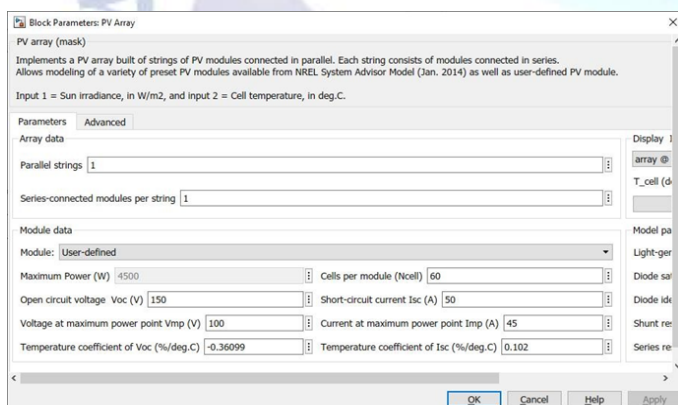 Block Parameters: PV Array
PV array (mask)
Implements a PV array built of strings of PV modules connected in parallel. Each string consists of modules connected in series.
Allows modeling of a variety of preset PV modules available from NREL System Advisor Model (Jan. 2014) as well as user-defined PV module.
Input 1 = Sun irradiance, in W/m2, and input 2 = Cell temperature, in deg.C.
Parameters Advanced
Array data
Display
Parallel strings 1
array @
Series-connected modules per string 1
T_cell (d
Module data
Model pa
Module: User-defined
Light-ger
Maximum Power (W) 4500 Cells per module (Ncell) 60
Diode sat
Open circuit voltage Voc (V) 150 Short-circuit current Isc (A) 50
Diode ide
Voltage at maximum power point Vmp (V) 100 Current at maximum power point Imp (A) 45
Shunt res
Temperature coefficient of Voc (%/deg.C) -0.36099 Temperature coefficient of Isc (%/deg.C) 0.102
Series re
OK Cancel Help Apply